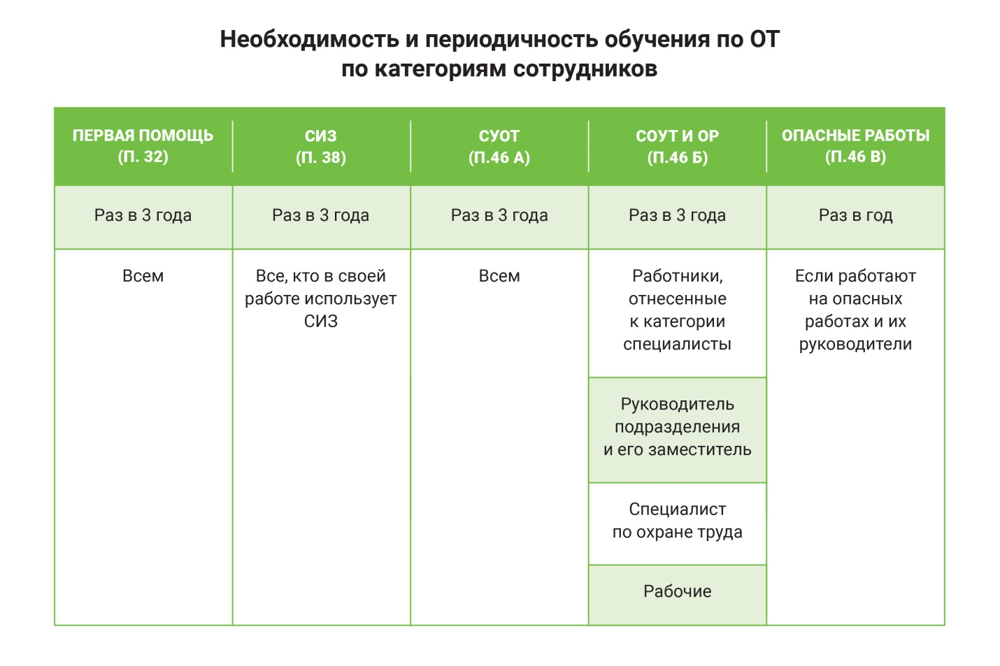 Необходимость и периодичность обучения по ОТ
по категориям сотрудников
ПЕРВАЯ ПОМОЩЬ
(П. 32)
СИЗ
(П. 38)
СУОТ
(П.46 А)
СОУТ И ОР
(П.46 Б)
ОПАСНЫЕ РАБОТЫ
(П.46 В)
Раз в 3 года
Раз в 3 года
Раз в 3 года
Раз в 3 года
Раз в год
Всем
Все, кто в своей
работе использует
СИЗ
Всем
Работники,
отнесенные
к категории
специалисты
Если работают
на опасных
работах и их
руководители
Руководитель
подразделения
и его заместитель
Специалист
по охране труда
Рабочие